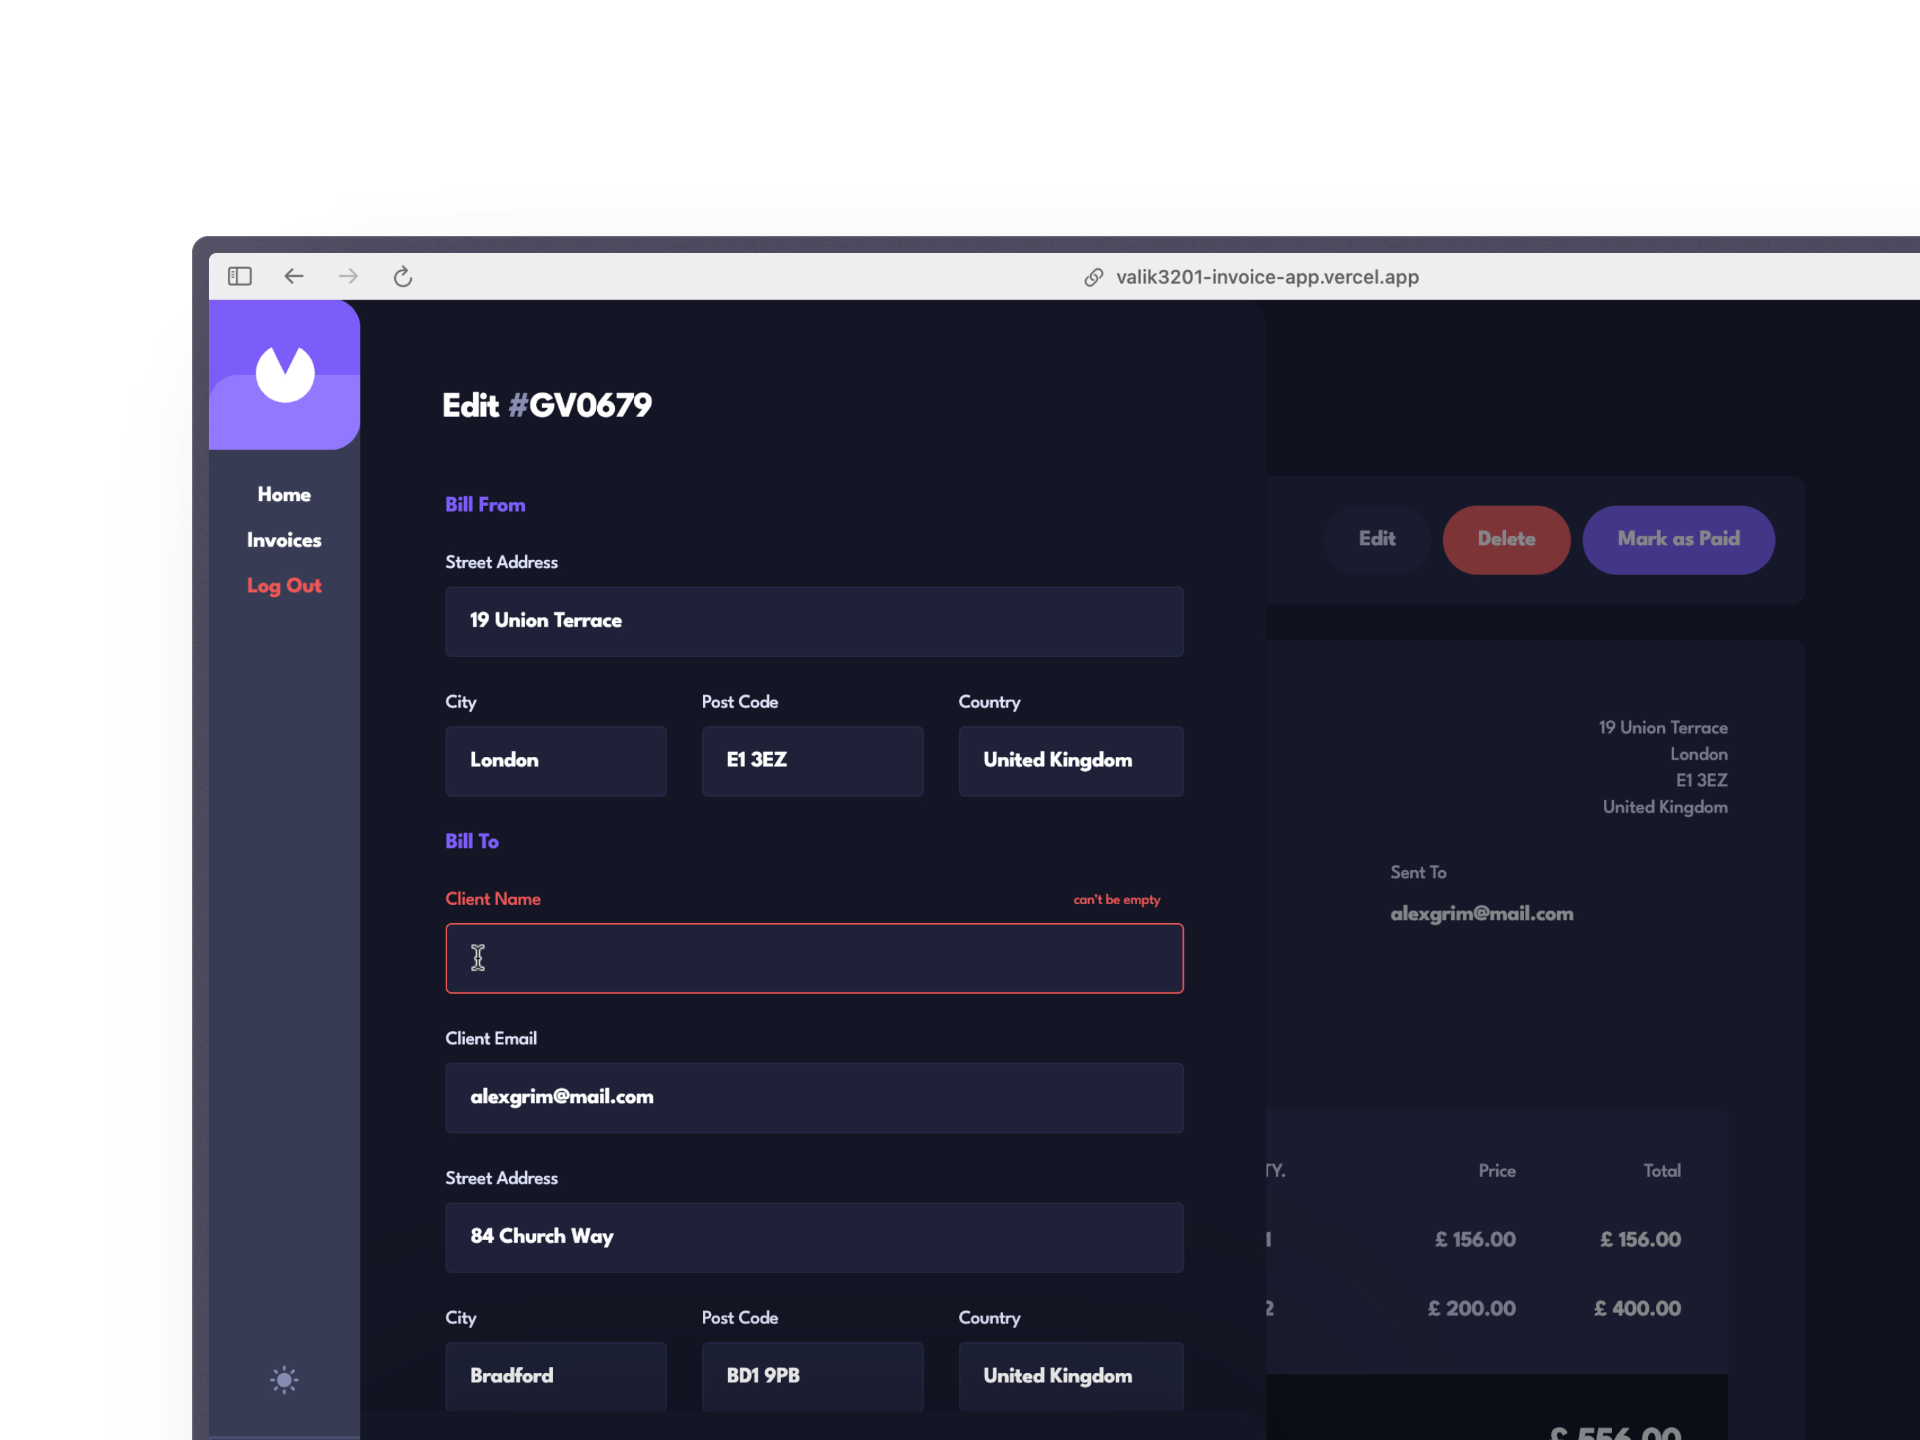 valik3201-invoice-app.vercel.app
Home
Invoices
Log Out
Edit #GV0679
Bill From
Street Address
19 Union Terrace
City Post Code Country
London E1 3EZ United Kingdom
Bill To
Client Name can't be empty
Client Email
alexgrim@mail.com
Street Address
84 Church Way
City Post Code Country
Bradford BD1 9PB United Kingdom
Edit Delete Mark as Paid
19 Union Terrace
London
E1 3EZ
United Kingdom
Sent To
alexgrim@mail.com
TY. Price Total
1 £ 156.00 £ 156.00
2 £ 200.00 £ 400.00
£ 556.00